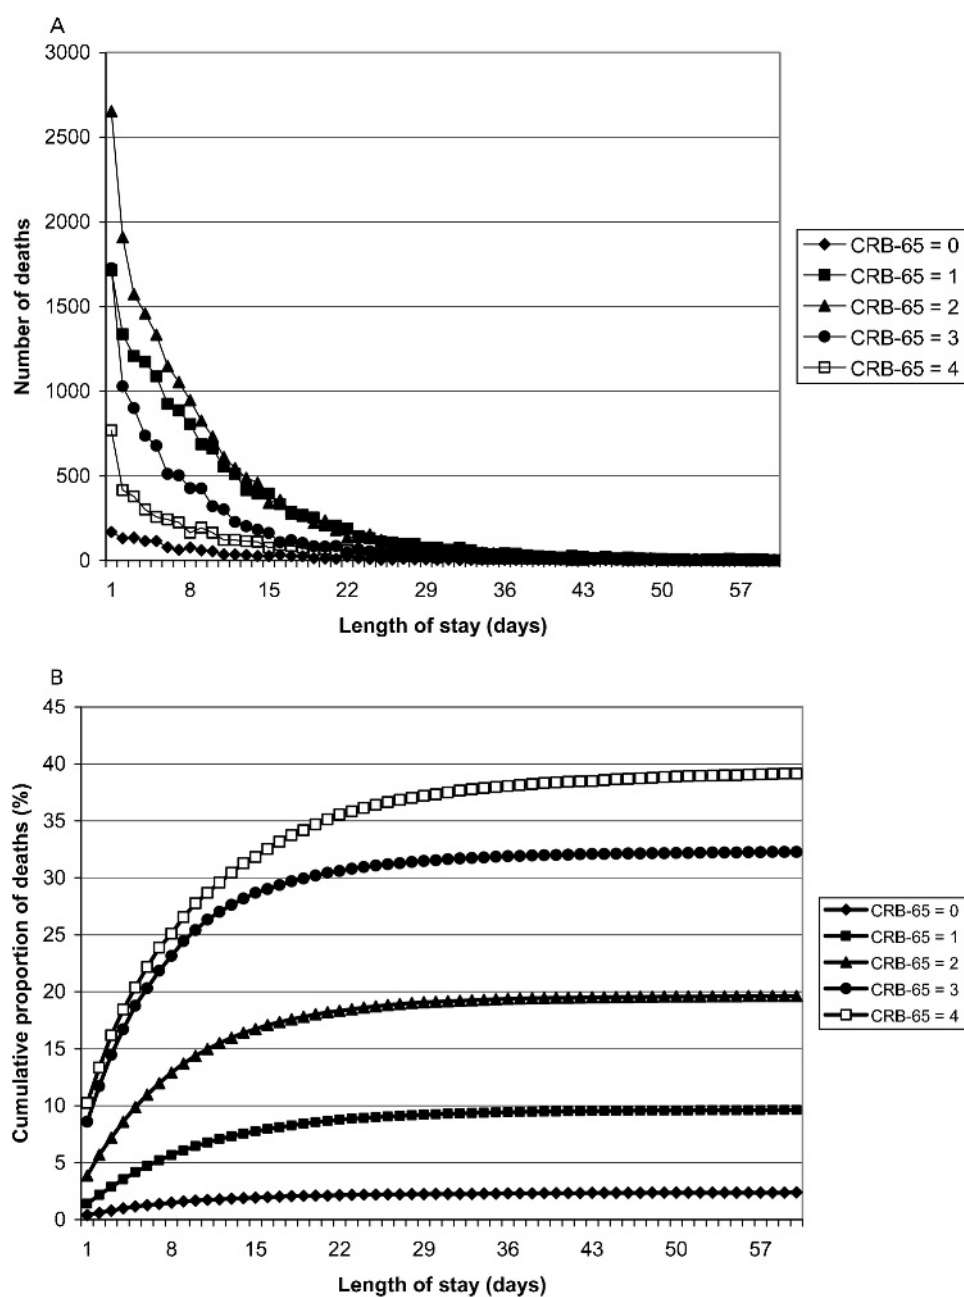 A
3000
2500
2000
1500
1000
500
0
Number of deaths
1 8 15 22 29 36 43 50 57
Length of stay (days)
CRB-65 = 0
CRB-65 = 1
CRB-65 = 2
CRB-65 = 3
CRB-65 = 4
B
45
40
35
30
25
20
15
10
5
0
Cumulative proportion of deaths (%)
1 8 15 22 29 36 43 50 57
Length of stay (days)
CRB-65 = 0
CRB-65 = 1
CRB-65 = 2
CRB-65 = 3
CRB-65 = 4